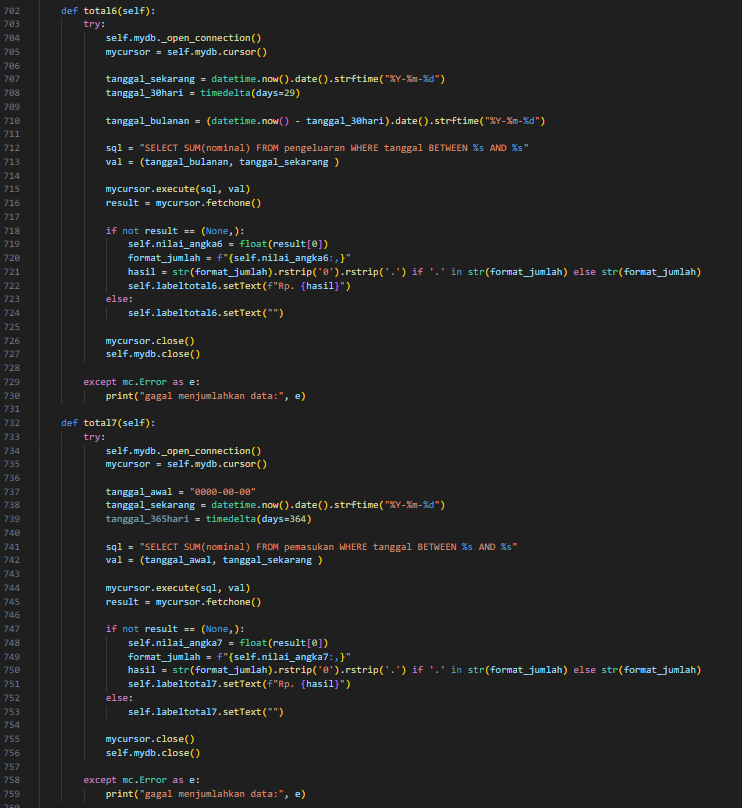 702     def total6(self):
703         try:
704             self.mydb._open_connection()
705             mycursor = self.mydb.cursor()
706
707             tanggal_sekarang = datetime.now().date().strftime("%Y-%m-%d")
708             tanggal_30hari = timedelta(days=29)
709
710             tanggal_bulanan = (datetime.now() - tanggal_30hari).date().strftime("%Y-%m-%d")
711
712             sql = "SELECT SUM(nominal) FROM pengeluaran WHERE tanggal BETWEEN %s AND %s"
713             val = (tanggal_bulanan, tanggal_sekarang )
714
715             mycursor.execute(sql, val)
716             result = mycursor.fetchone()
717
718             if not result == (None,):
719                 self.nilai_angka6 = float(result[0])
720                 format_jumlah = f"{self.nilai_angka6:,}"
721                 hasil = str(format_jumlah).rstrip('0').rstrip('.') if '.' in str(format_jumlah) else str(format_jumlah)
722                 self.labeltotal6.setText(f"Rp. {hasil}")
723             else:
724                 self.labeltotal6.setText("")
725
726             mycursor.close()
727             self.mydb.close()
728
729         except mc.Error as e:
730             print("gagal menjumlahkan data:", e)
731
732     def total7(self):
733         try:
734             self.mydb._open_connection()
735             mycursor = self.mydb.cursor()
736
737             tanggal_awal = "0000-00-00"
738             tanggal_sekarang = datetime.now().date().strftime("%Y-%m-%d")
739             tanggal_365hari = timedelta(days=364)
740
741             sql = "SELECT SUM(nominal) FROM pemasukan WHERE tanggal BETWEEN %s AND %s"
742             val = (tanggal_awal, tanggal_sekarang )
743
744             mycursor.execute(sql, val)
745             result = mycursor.fetchone()
746
747             if not result == (None,):
748                 self.nilai_angka7 = float(result[0])
749                 format_jumlah = f"{self.nilai_angka7:,}"
750                 hasil = str(format_jumlah).rstrip('0').rstrip('.') if '.' in str(format_jumlah) else str(format_jumlah)
751                 self.labeltotal7.setText(f"Rp. {hasil}")
752             else:
753                 self.labeltotal7.setText("")
754
755             mycursor.close()
756             self.mydb.close()
757
758         except mc.Error as e:
759             print("gagal menjumlahkan data:", e)
760